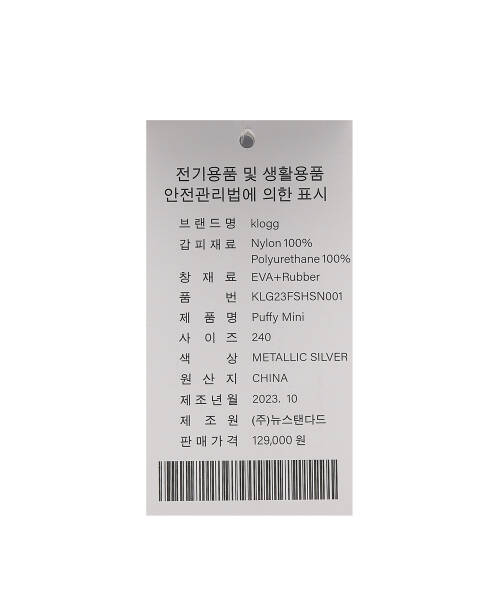 전기용품 및 생활용품
안전관리법에 의한 표시
브랜드명 klogg
갑피재료 Nylon 100%
Polyurethane 100%
창재료 EVA+Rubber
품번 KLG23FSHSN001
제품명 Puffy Mini
사이즈 240
색상 METALLIC SILVER
원산지 CHINA
제조년월 2023. 10
제조원 (주)뉴스탠다드
판매가격 129,000 원